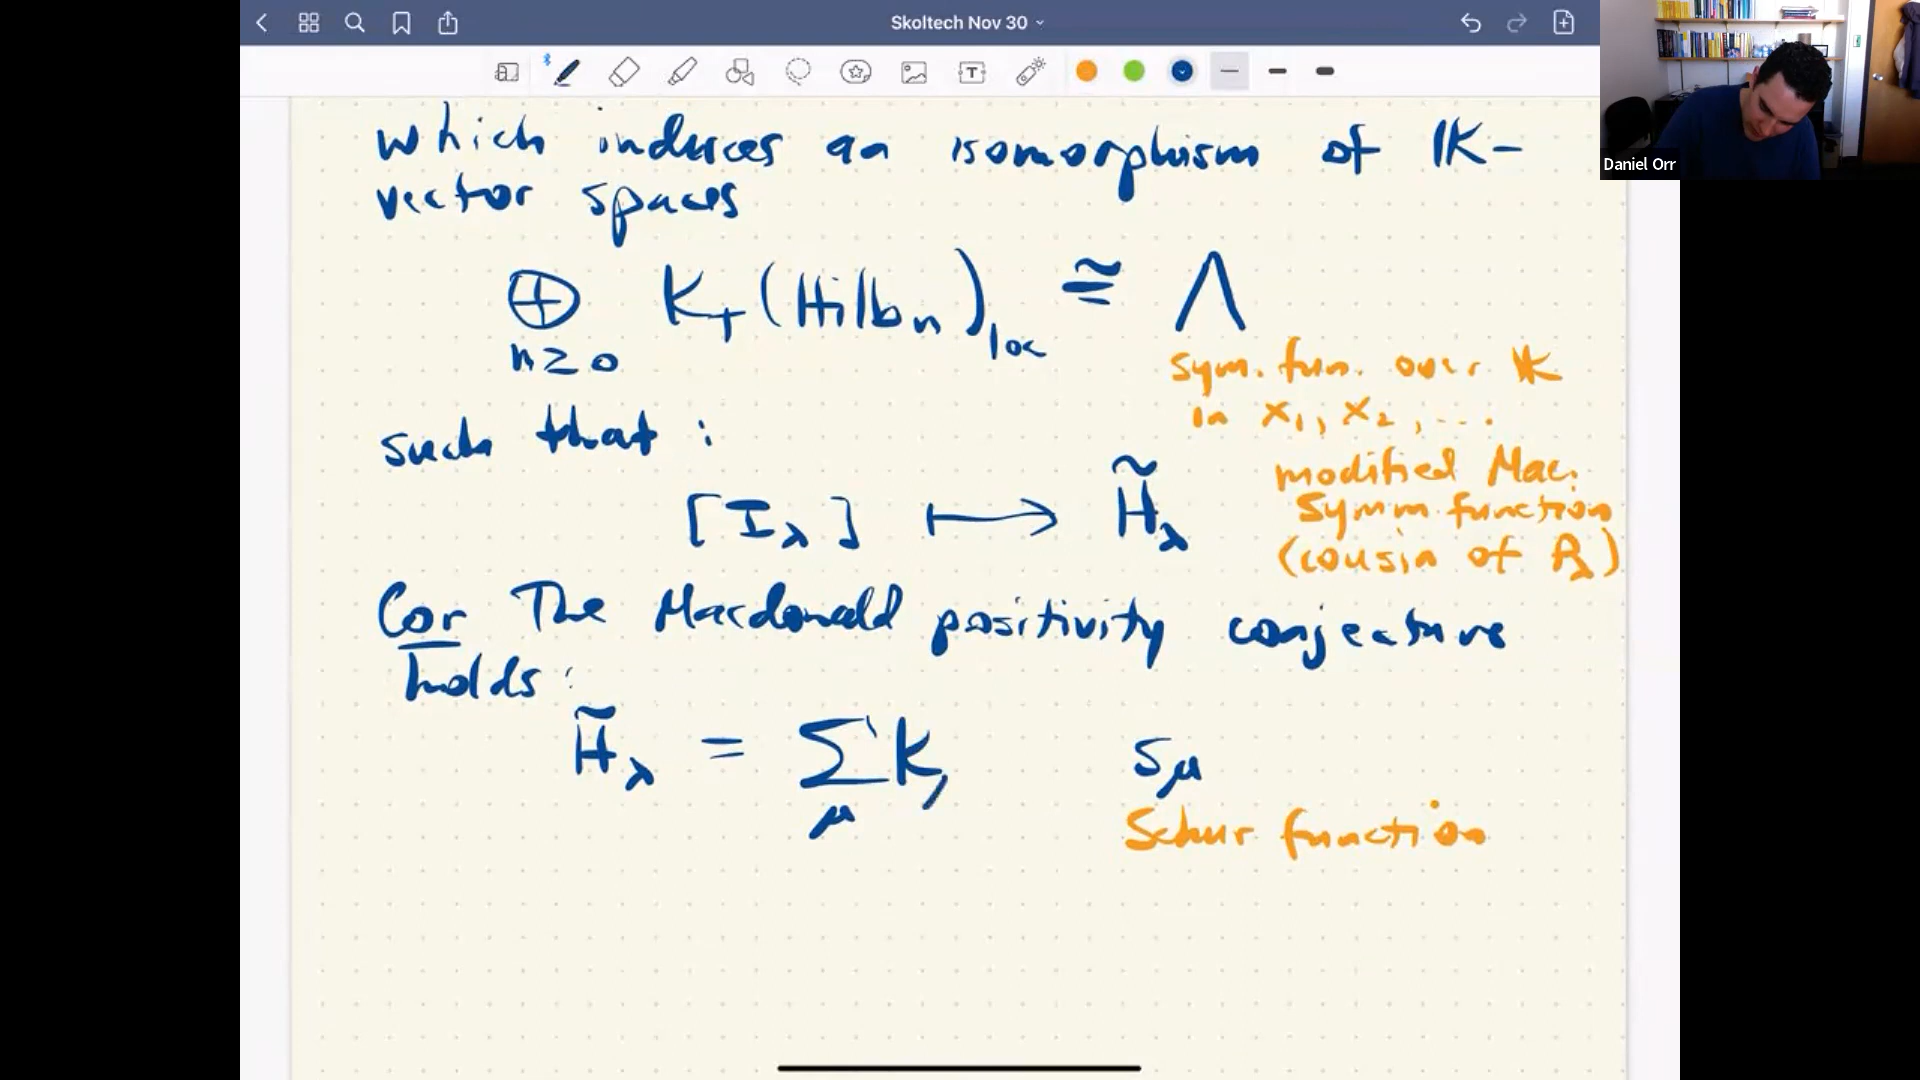 Skoltech Nov 30
Daniel Orr
which induces an isomorphism of 𝕂-
vector spaces
⊕ K_T (Hilb_n)_loc ≅ Λ
n ≥ 0
sym. fun. over 𝕂
in x₁, x₂, ...
such that :
[I_λ] ⟼ H̃_λ
modified Mac.
symm function
(cousin of P_λ)
Cor The Macdonald positivity conjecture
holds:
H̃_λ = Σ_μ K, s_μ
Schur function